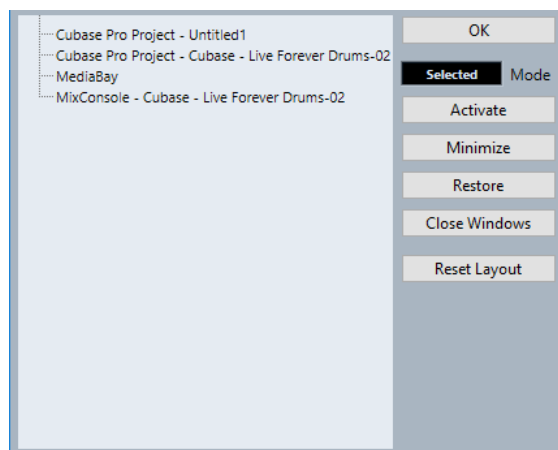 Cubase Pro Project - Untitled1
Cubase Pro Project - Cubase - Live Forever Drums-02
MediaBay
MixConsole - Cubase - Live Forever Drums-02
OK
Selected Mode
Activate
Minimize
Restore
Close Windows
Reset Layout